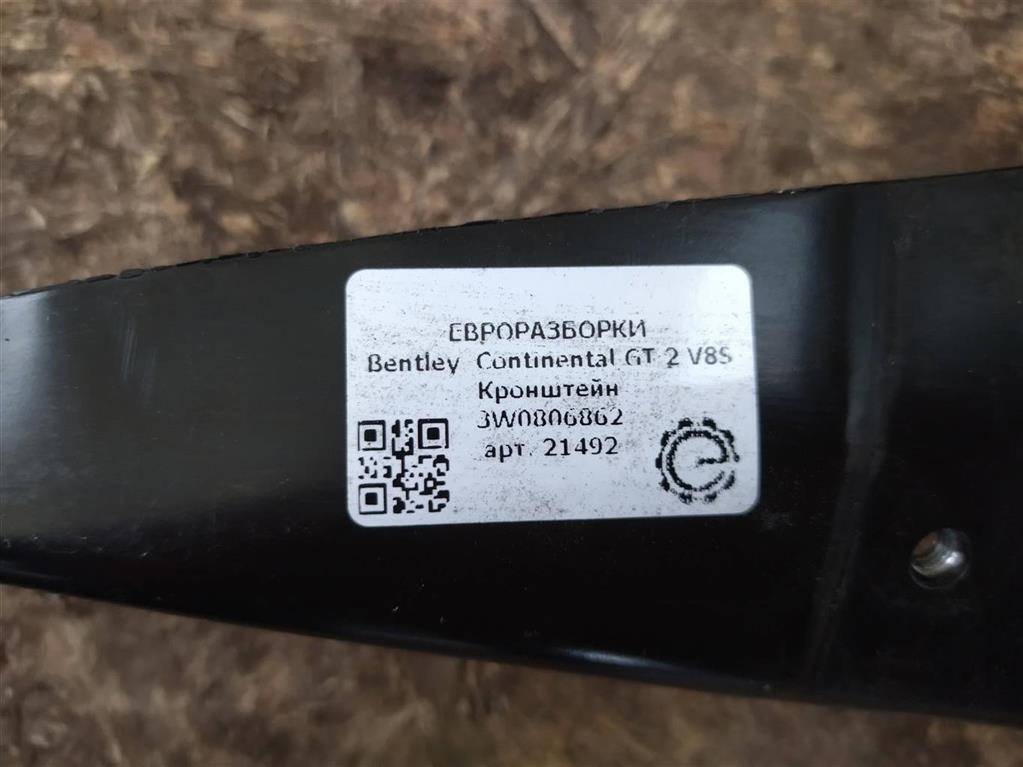 ЕВРОРАЗБОРКИ
Bentley Continental GT 2 V8S
Кронштейн
3W0806862
арт. 21492